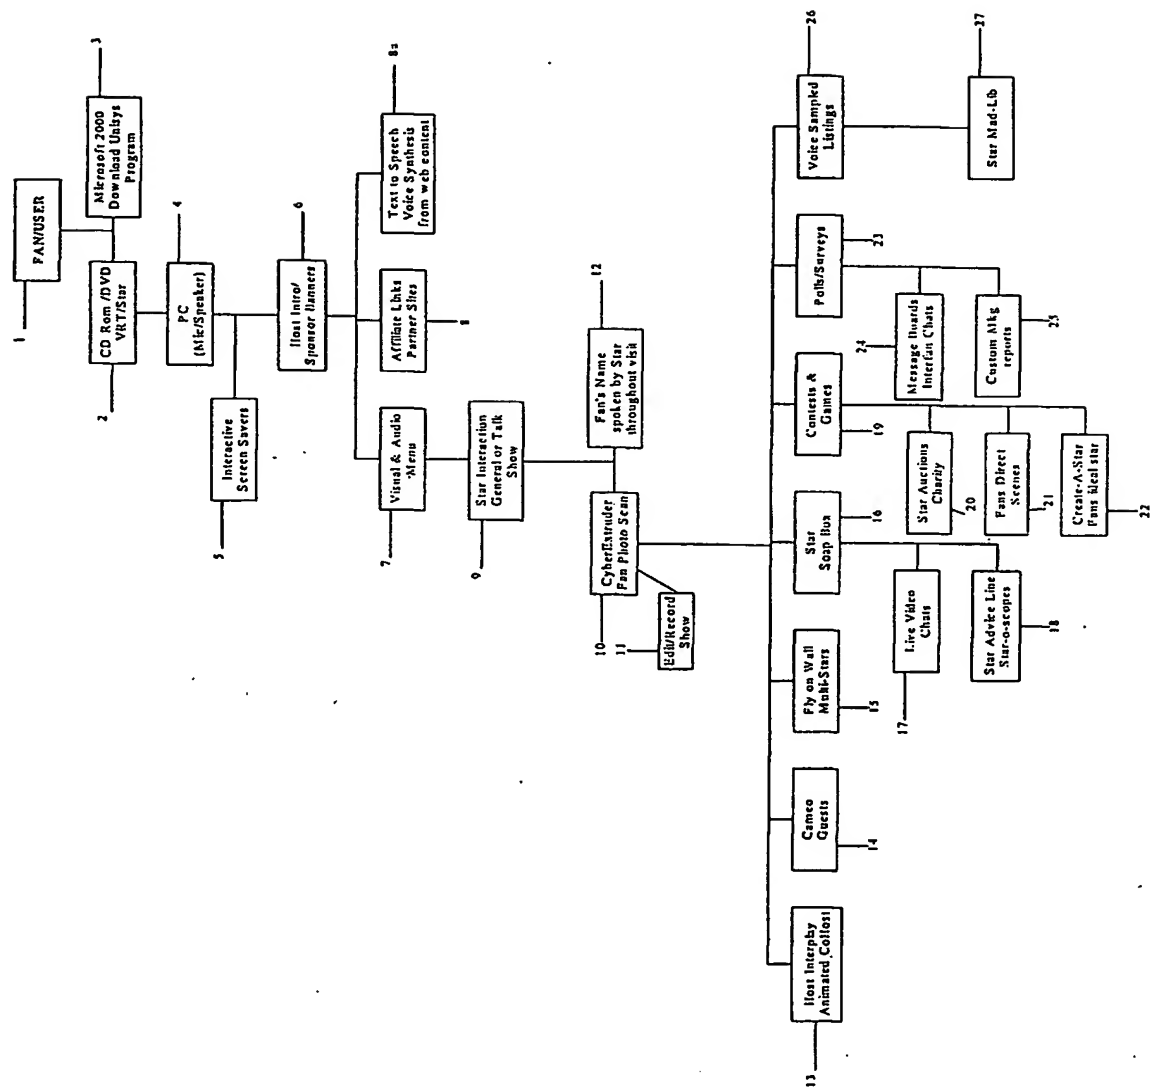 1
FAN/USER
2
CD Rom /DVD
VRT/Star
Microsoft 2000
Download Unisys
Program
3
PC
(Mic/Speaker)
4
5
Interactive
Screen Savers
Host Intro/
Sponsor Banners
6
7
Visual & Audio
Menu
Affiliate Links
Partner Sites
8
Text to Speech
Voice Synthesis
from web content
8a
9
Star Interaction
General or Talk
Show
10
CyberExtruder
Fan Photo Scan
11
Edit/Record
Show
Fan's Name
spoken by Star
throughout visit
12
13
Host Interplay
Animated Cohost
Cameo
Guests
14
Fly on Wall
Multi-Stars
15
Star
Soap Box
16
17
Live Video
Chats
Star Advice Line
Star-o-scopes
18
Contests &
Games
19
Star Auctions
Charity
20
Fans Direct
Scenes
21
Create-A-Star
Fans' ideal star
22
Polls/Surveys
23
24
Message Boards
Interfan Chats
Custom Mkg
reports
25
Voice Sampled
Listings
26
Star Mad-Lib
27